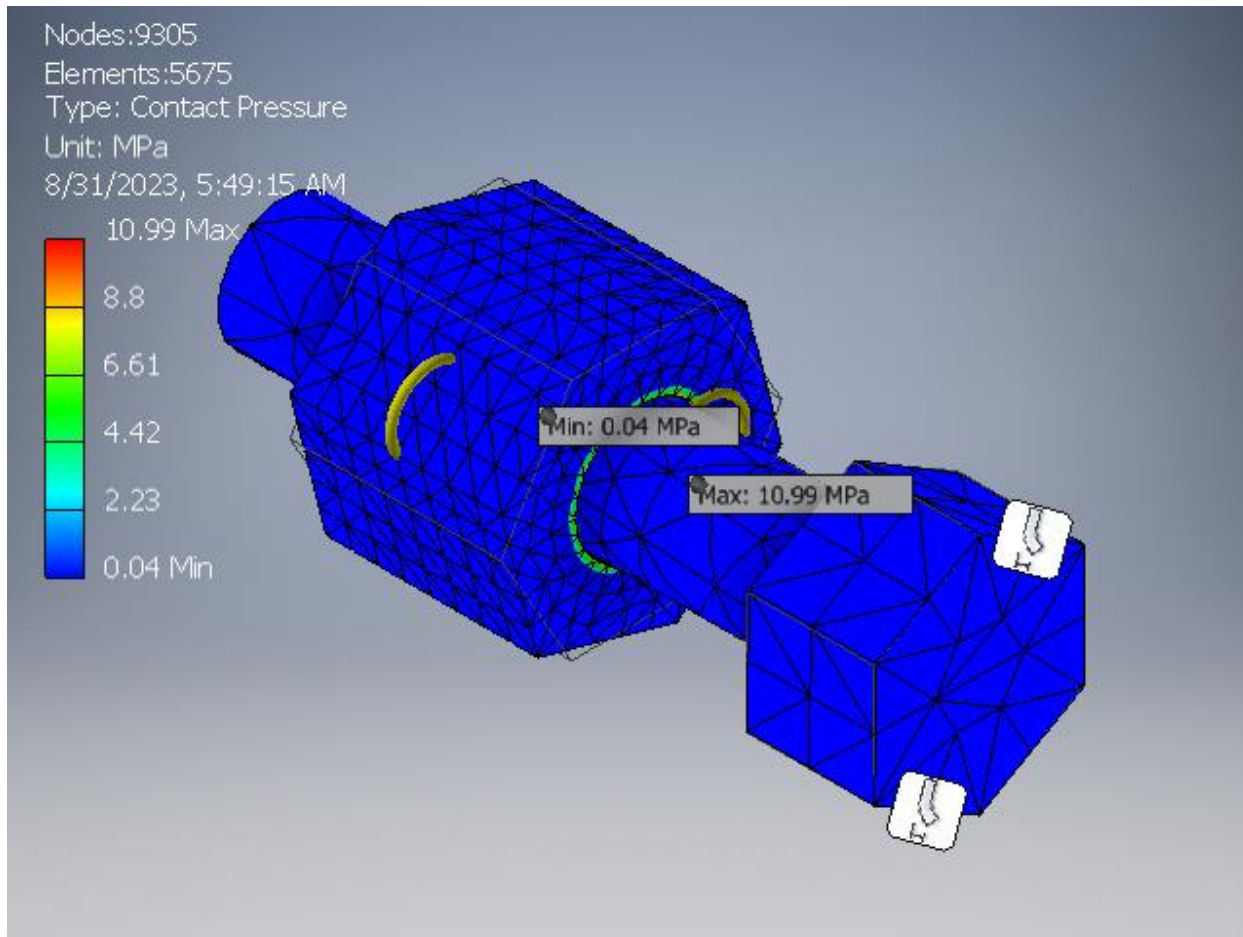 Nodes:9305
Elements:5675
Type: Contact Pressure
Unit: MPa
8/31/2023, 5:49:15 AM
10.99 Max
8.8
6.61
4.42
2.23
0.04 Min
Min: 0.04 MPa
Max: 10.99 MPa